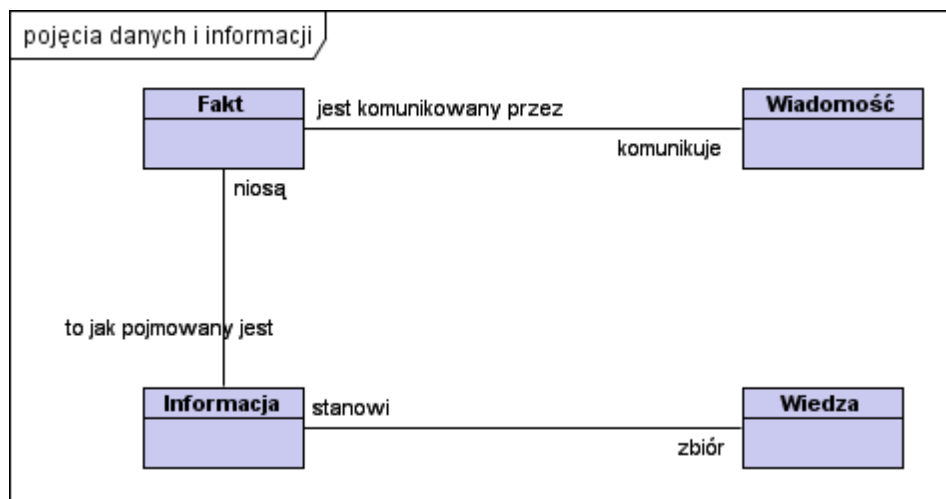 pojęcia danych i informacji
Fakt
jest komunikowany przez
Wiadomość
komunikuje
niosą
to jak pojmowany jest
Informacja
stanowi
Wiedza
zbiór